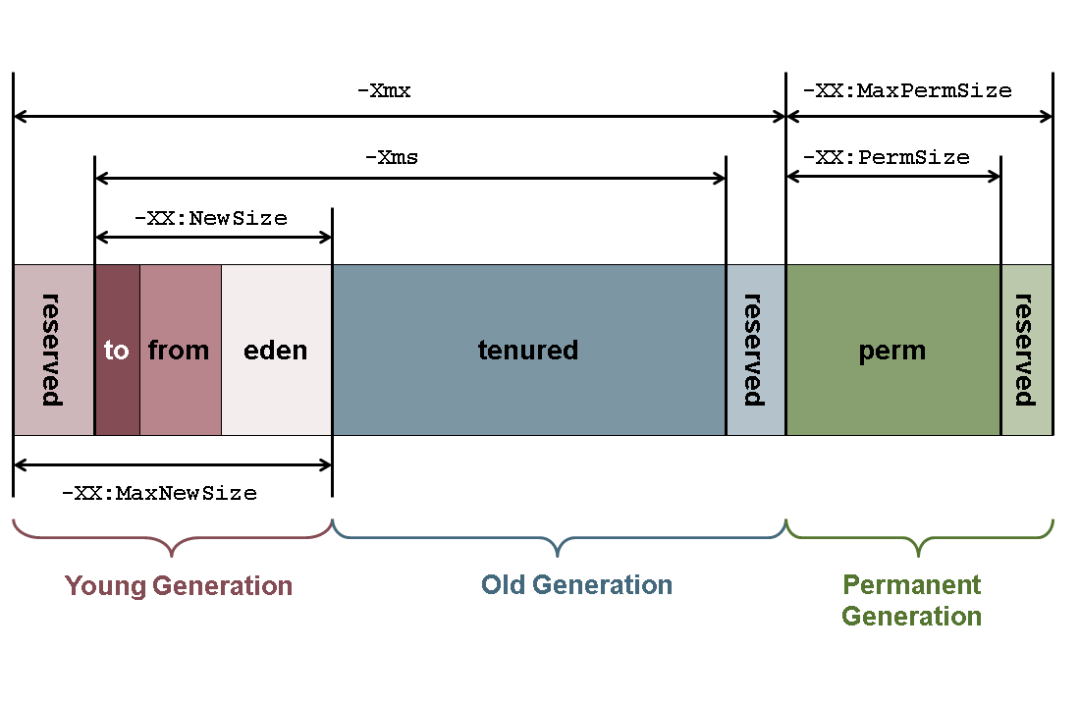 -Xmx
-XX:MaxPermSize
-Xms
-XX:PermSize
-XX:NewSize
reserved
to
from
eden
tenured
reserved
perm
reserved
-XX:MaxNewSize
Young Generation
Old Generation
Permanent
Generation